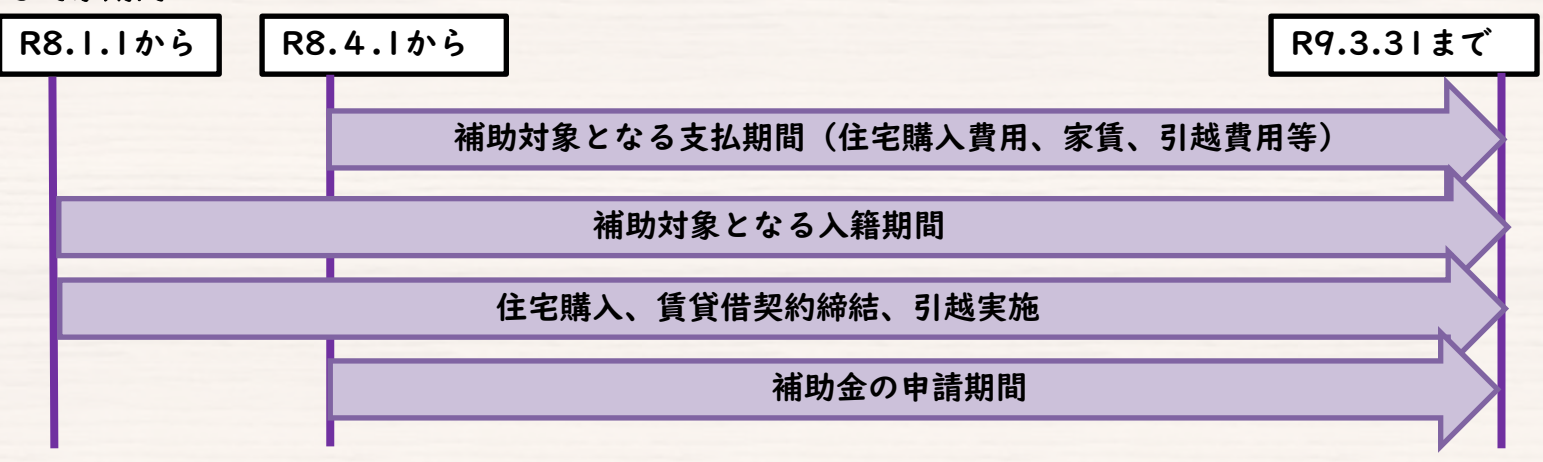 R8.1.1から
R8.4.1から
R9.3.31まで
補助対象となる支払期間（住宅購入費用、家賃、引越費用等）
補助対象となる入籍期間
住宅購入、賃貸借契約締結、引越実施
補助金の申請期間